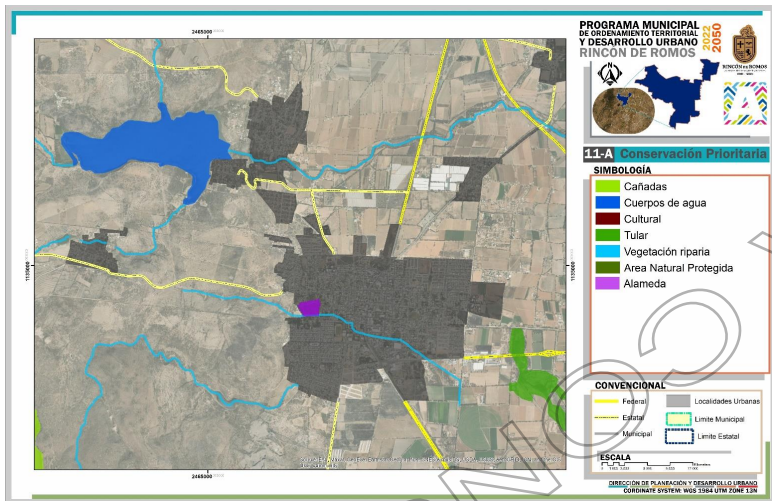 PROGRAMA MUNICIPAL
DE ORDENAMIENTO TERRITORIAL
Y DESARROLLO URBANO
RINCÓN DE ROMOS
2022
2050
RINCÓN DE ROMOS
11-A Conservación Prioritaria
SIMBOLOGÍA
Cañadas
Cuerpos de agua
Cultural
Tular
Vegetación riparia
Area Natural Protegida
Alameda
CONVENCIONAL
Federal
Estatal
Municipal
Localidades Urbanas
Limite Municipal
Limite Estatal
ESCALA
DIRECCIÓN DE PLANEACIÓN Y DESARROLLO URBANO
CORDINATE SYSTEM: WGS 1984 UTM ZONE 13N
2465000
2465000
1135000
1135000